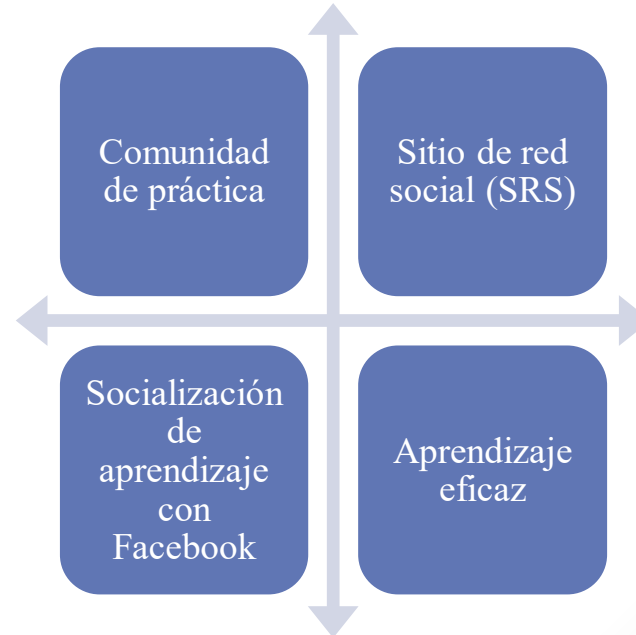 Comunidad
de práctica
Sitio de red
social (SRS)
Socialización
de
aprendizaje
con
Facebook
Aprendizaje
eficaz